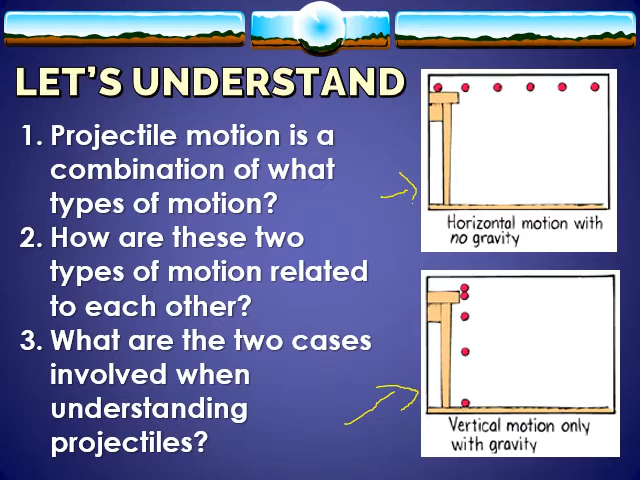 LET'S UNDERSTAND
1. Projectile motion is a
combination of what
types of motion?
2. How are these two
types of motion related
to each other?
3. What are the two cases
involved when
understanding
projectiles?
Horizontal motion with
no gravity
Vertical motion only
with gravity